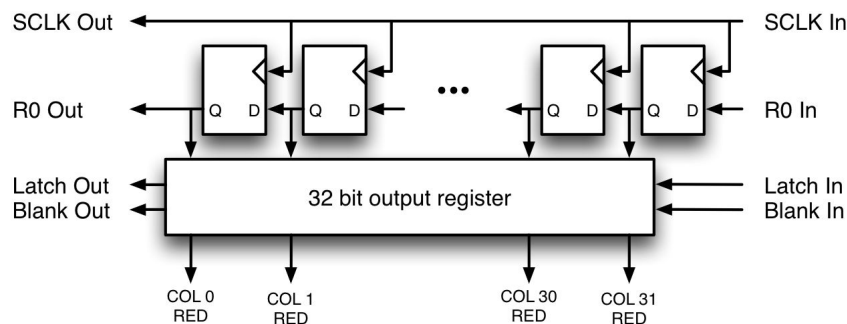 SCLK Out
SCLK In
R0 Out
Q D
Q D
•••
Q D
Q D
R0 In
Latch Out
Blank Out
32 bit output register
Latch In
Blank In
COL 0
RED
COL 1
RED
COL 30
RED
COL 31
RED